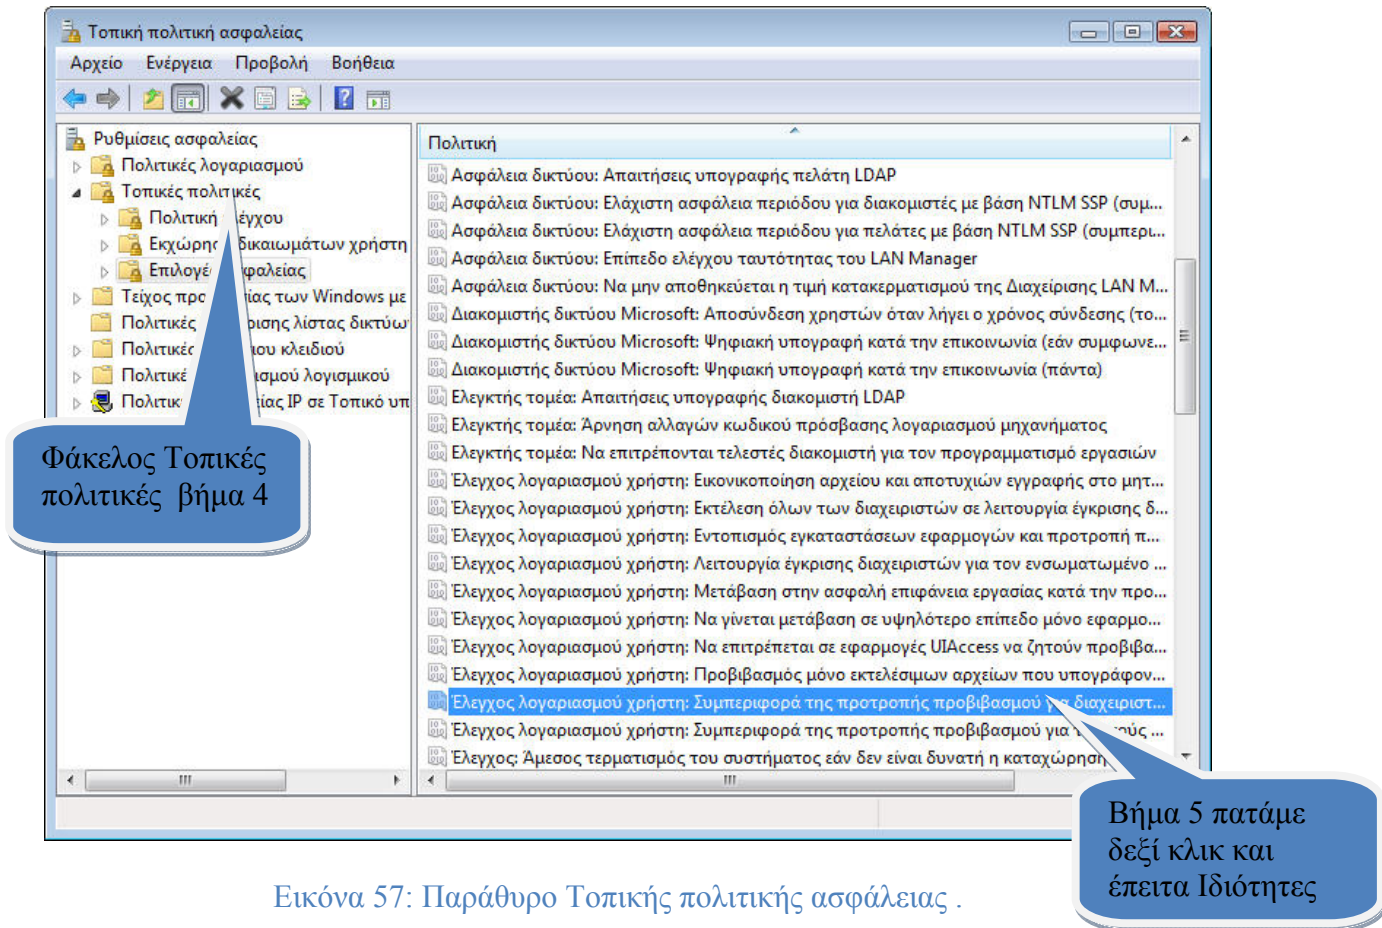 Τοπική πολιτική ασφαλείας
Αρχείο Ενέργεια Προβολή Βοήθεια
Ρυθμίσεις ασφαλείας
Πολιτικές λογαριασμού
Τοπικές πολιτικές
Πολιτική λέγχου
Εκχώρησ δικαιωμάτων χρήστη
Επιλογές φαλείας
Τείχος προ ίας των Windows με
Πολιτικές ρισης λίστας δικτύων
Πολιτικές ιου κλειδιού
Πολιτικέ ισμού λογισμικού
Πολιτικ ίας IP σε Τοπικό υπ
Πολιτική
Ασφάλεια δικτύου: Απαιτήσεις υπογραφής πελάτη LDAP
Ασφάλεια δικτύου: Ελάχιστη ασφάλεια περιόδου για διακομιστές με βάση NTLM SSP (συμ...
Ασφάλεια δικτύου: Ελάχιστη ασφάλεια περιόδου για πελάτες με βάση NTLM SSP (συμπερι...
Ασφάλεια δικτύου: Επίπεδο ελέγχου ταυτότητας του LAN Manager
Ασφάλεια δικτύου: Να μην αποθηκεύεται η τιμή κατακερματισμού της Διαχείρισης LAN M...
Διακομιστής δικτύου Microsoft: Αποσύνδεση χρηστών όταν λήγει ο χρόνος σύνδεσης (το...
Διακομιστής δικτύου Microsoft: Ψηφιακή υπογραφή κατά την επικοινωνία (εάν συμφωνε...
Διακομιστής δικτύου Microsoft: Ψηφιακή υπογραφή κατά την επικοινωνία (πάντα)
Ελεγκτής τομέα: Απαιτήσεις υπογραφής διακομιστή LDAP
Ελεγκτής τομέα: Άρνηση αλλαγών κωδικού πρόσβασης λογαριασμού μηχανήματος
Ελεγκτής τομέα: Να επιτρέπονται τελεστές διακομιστή για τον προγραμματισμό εργασιών
Έλεγχος λογαριασμού χρήστη: Εικονικοποίηση αρχείου και αποτυχιών εγγραφής στο μητ...
Έλεγχος λογαριασμού χρήστη: Εκτέλεση όλων των διαχειριστών σε λειτουργία έγκρισης δ...
Έλεγχος λογαριασμού χρήστη: Εντοπισμός εγκαταστάσεων εφαρμογών και προτροπή π...
Έλεγχος λογαριασμού χρήστη: Λειτουργία έγκρισης διαχειριστών για τον ενσωματωμένο ...
Έλεγχος λογαριασμού χρήστη: Μετάβαση στην ασφαλή επιφάνεια εργασίας κατά την προ...
Έλεγχος λογαριασμού χρήστη: Να γίνεται μετάβαση σε υψηλότερο επίπεδο μόνο εφαρμο...
Έλεγχος λογαριασμού χρήστη: Να επιτρέπεται σε εφαρμογές UIAccess να ζητούν προβιβα...
Έλεγχος λογαριασμού χρήστη: Προβιβασμός μόνο εκτελέσιμων αρχείων που υπογράφον...
Έλεγχος λογαριασμού χρήστη: Συμπεριφορά της προτροπής προβιβασμού για διαχειριστ...
Έλεγχος λογαριασμού χρήστη: Συμπεριφορά της προτροπής προβιβασμού για ...
Έλεγχος: Άμεσος τερματισμός του συστήματος εάν δεν είναι δυνατή η καταχώρηση
Φάκελος Τοπικές
πολιτικές βήμα 4
Βήμα 5 πατάμε
δεξί κλικ και
έπειτα Ιδιότητες
Εικόνα 57: Παράθυρο Τοπικής πολιτικής ασφάλειας .